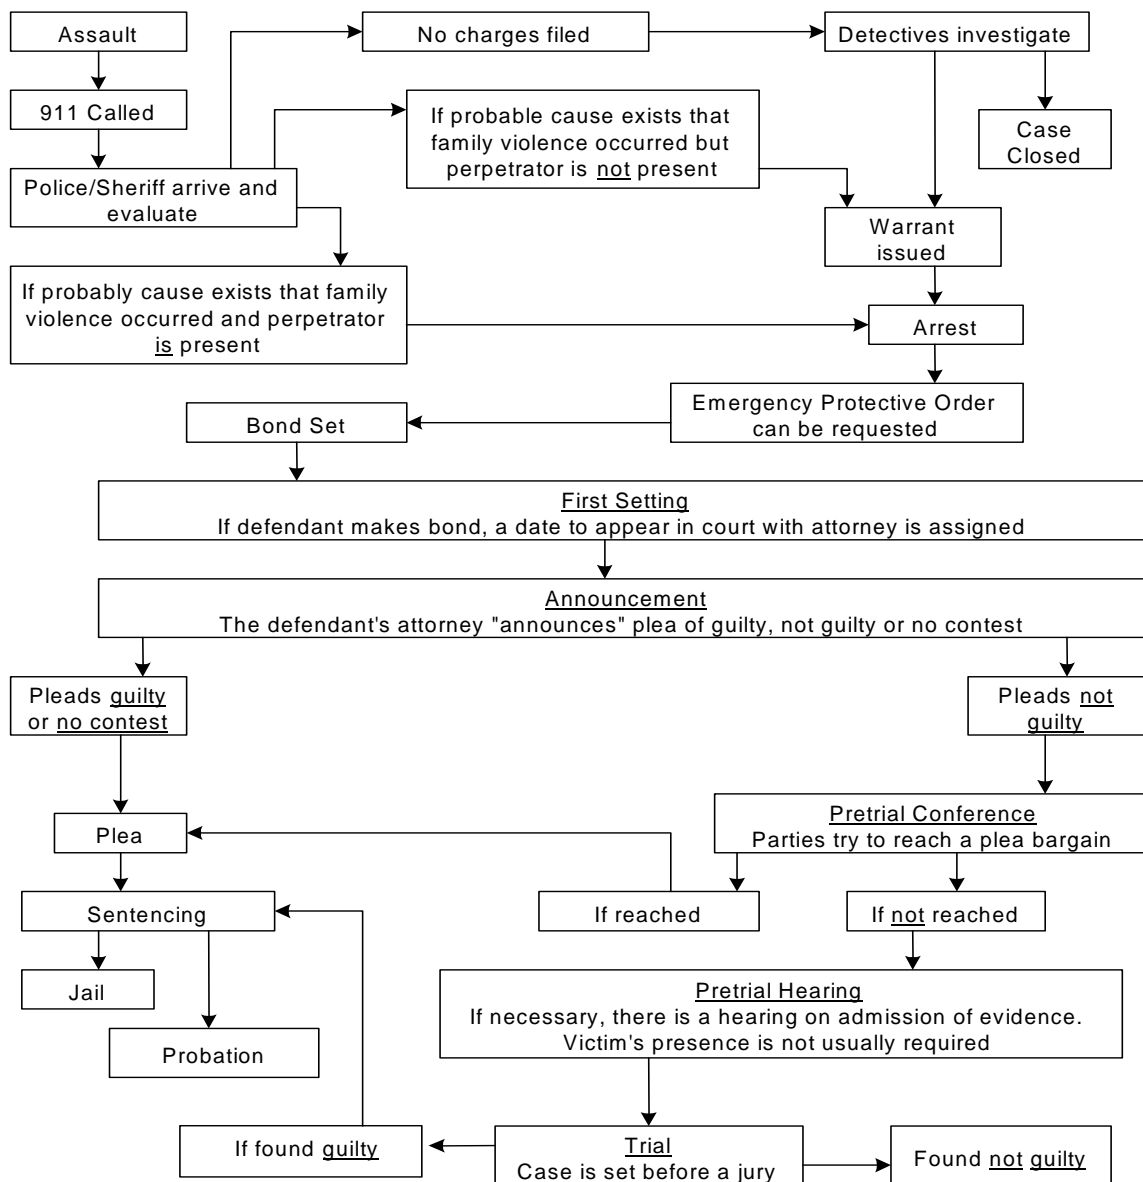 Assault
No charges filed
Detectives investigate
911 Called
If probable cause exists that
family violence occurred but
perpetrator is not present
Case
Closed
Police/Sheriff arrive and
evaluate
Warrant
issued
If probably cause exists that family
violence occurred and perpetrator
is present
Arrest
Emergency Protective Order
can be requested
Bond Set
First Setting
If defendant makes bond, a date to appear in court with attorney is assigned
Announcement
The defendant's attorney "announces" plea of guilty, not guilty or no contest
Pleads guilty
or no contest
Pleads not
guilty
Plea
Pretrial Conference
Parties try to reach a plea bargain
Sentencing
If reached
If not reached
Jail
Pretrial Hearing
If necessary, there is a hearing on admission of evidence.
Victim's presence is not usually required
Probation
If found guilty
Trial
Case is set before a jury
Found not guilty